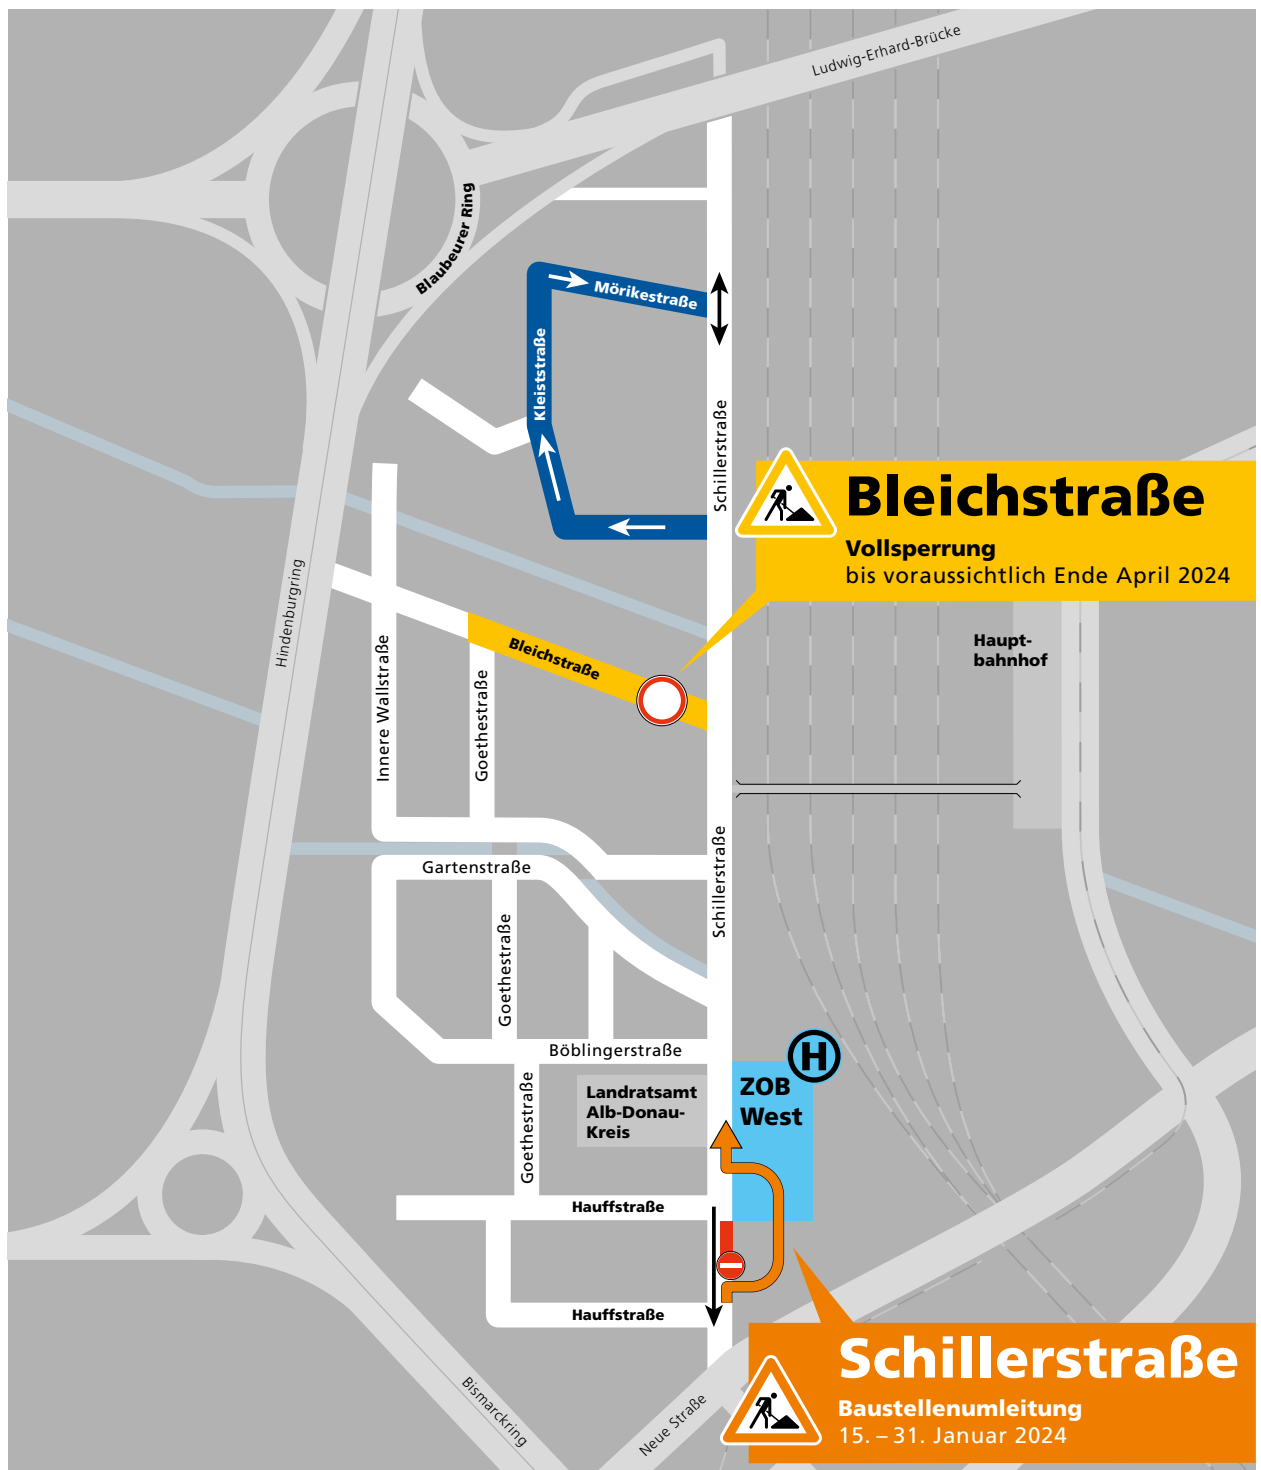 Ludwig-Erhard-Brücke
Blaubeurer Ring
Mörikestraße
Kleiststraße
Schillerstraße
Bleichstraße
Vollsperrung
bis voraussichtlich Ende April 2024
Hindenburgring
Haupt-
bahnhof
Bleichstraße
Innere Wallstraße
Goethestraße
Schillerstraße
Gartenstraße
Goethestraße
Böblingerstraße
H
ZOB
West
Landratsamt
Alb-Donau-
Kreis
Goethestraße
Hauffstraße
Hauffstraße
Schillerstraße
Baustellenumleitung
15. – 31. Januar 2024
Bismarckring
Neue Straße